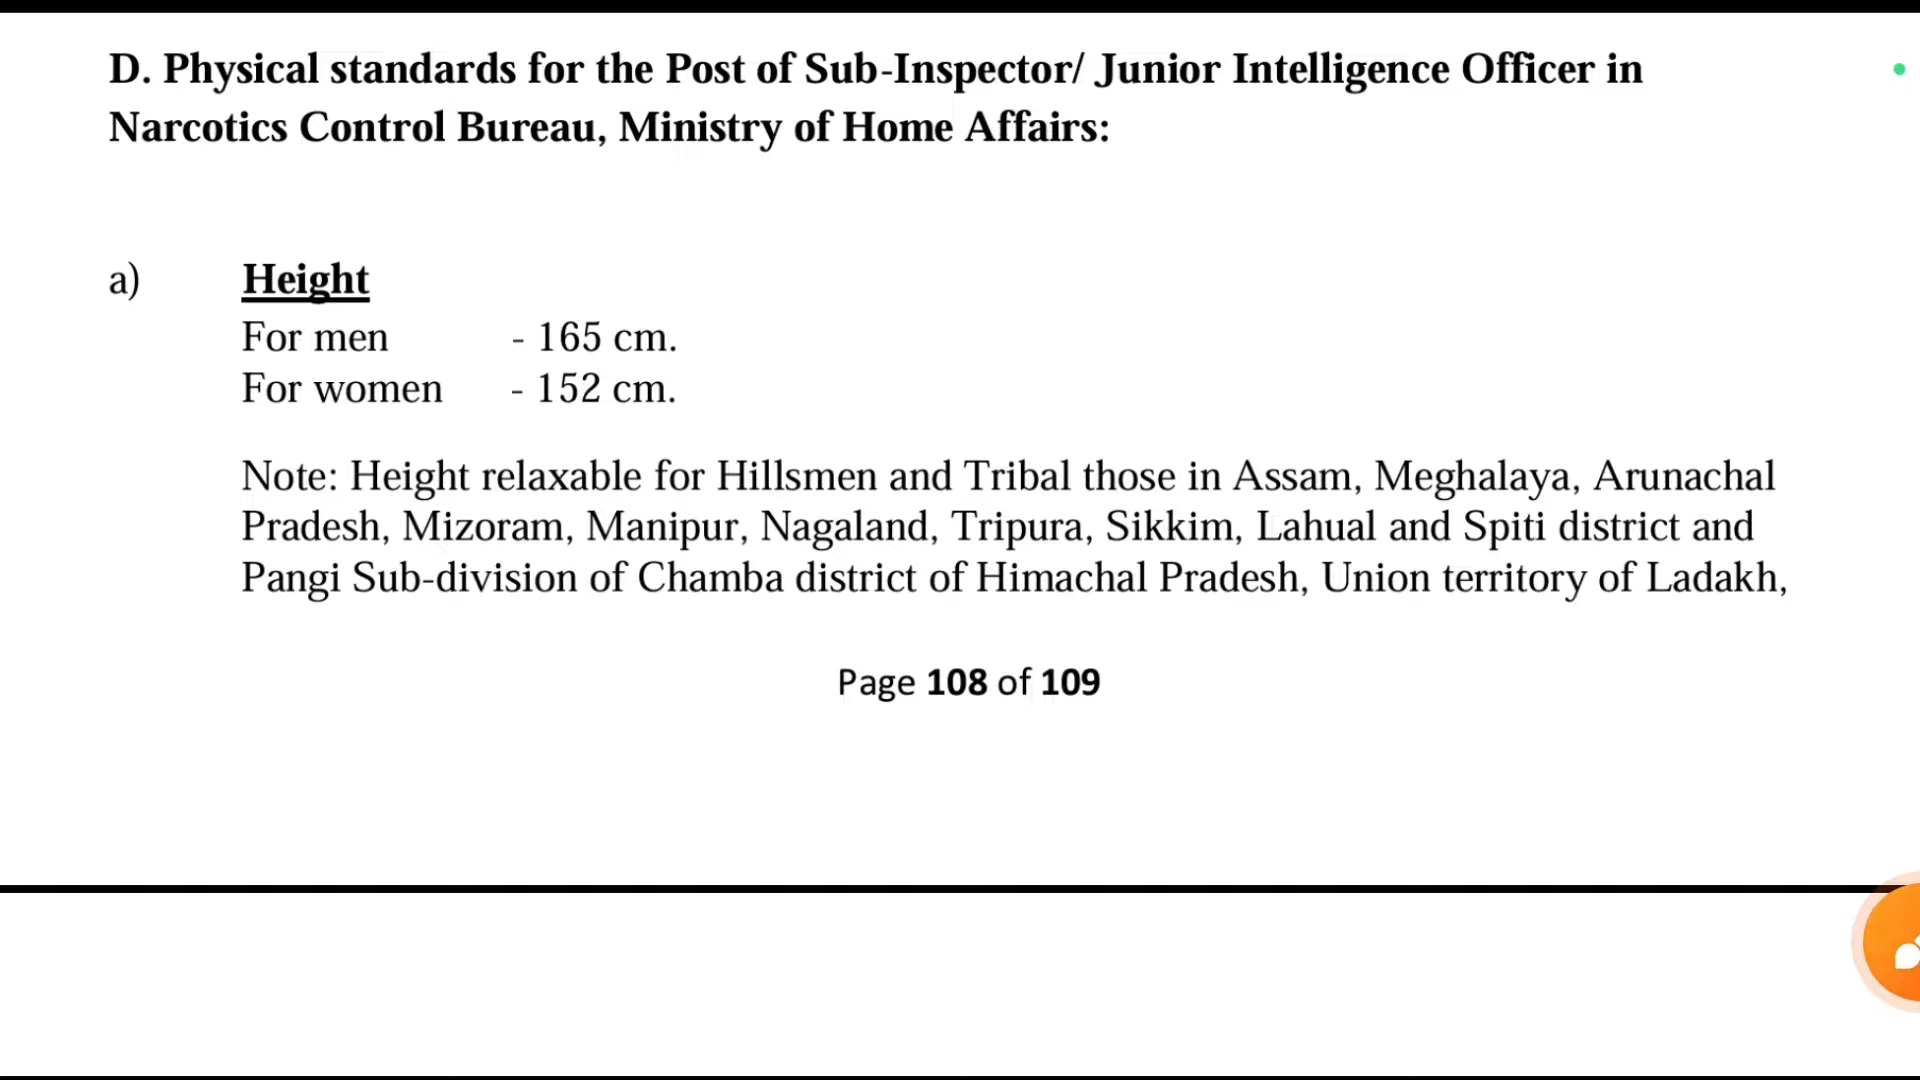 D. Physical standards for the Post of Sub-Inspector/ Junior Intelligence Officer in
Narcotics Control Bureau, Ministry of Home Affairs:
a) Height
For men - 165 cm.
For women - 152 cm.
Note: Height relaxable for Hillsmen and Tribal those in Assam, Meghalaya, Arunachal
Pradesh, Mizoram, Manipur, Nagaland, Tripura, Sikkim, Lahual and Spiti district and
Pangi Sub-division of Chamba district of Himachal Pradesh, Union territory of Ladakh,
Page 108 of 109